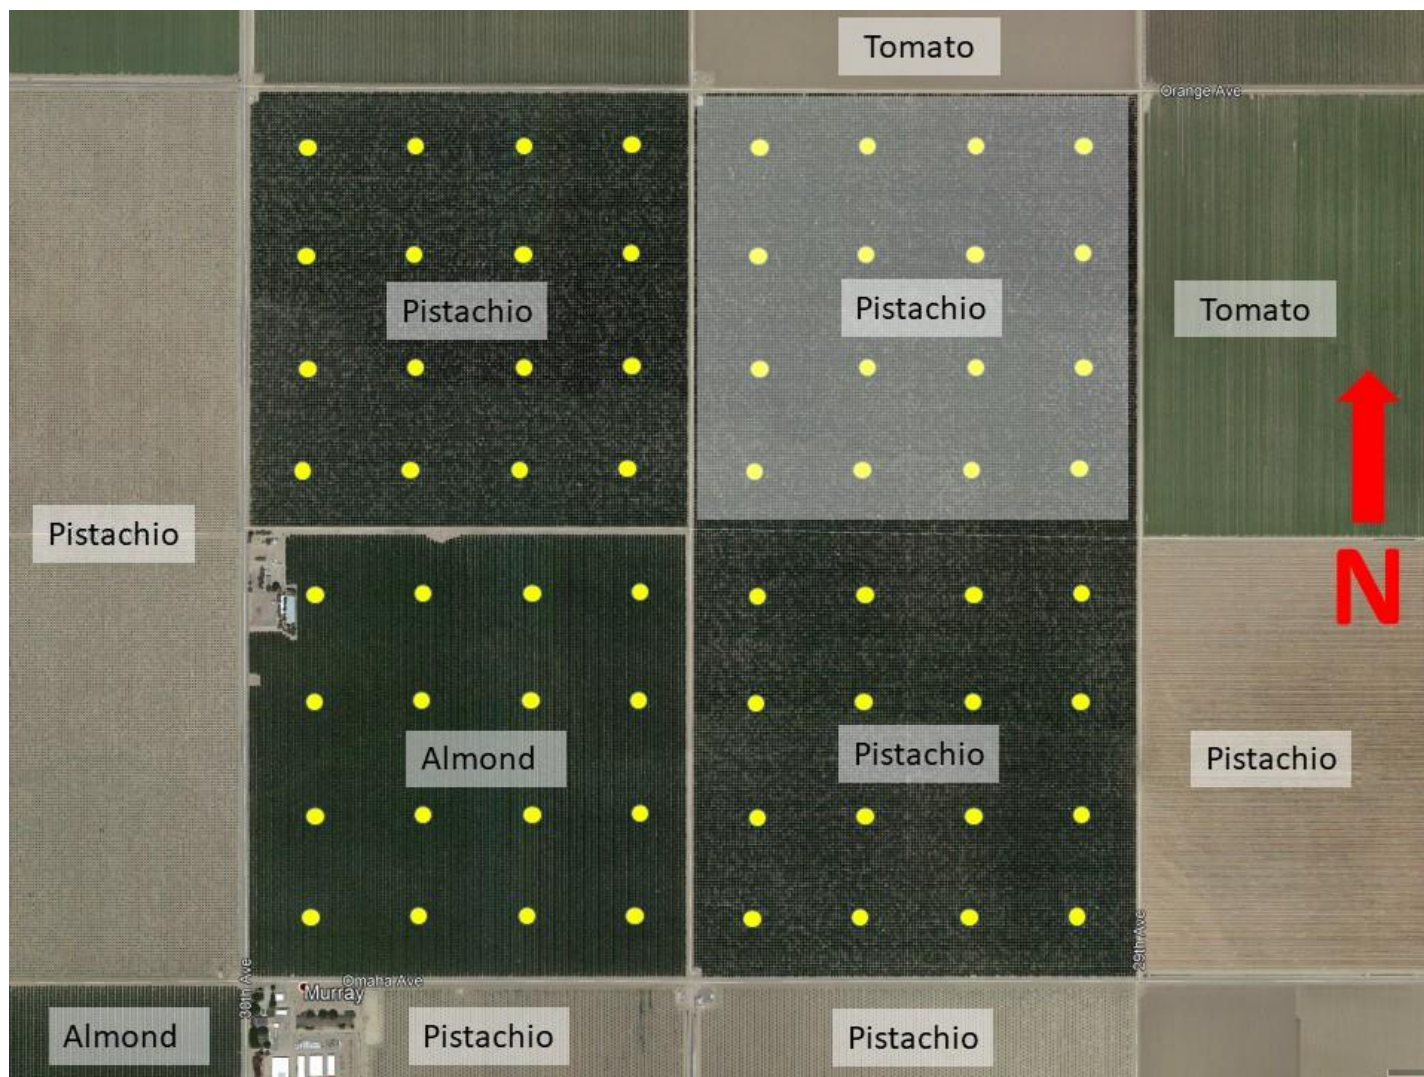 Tomato
Orange Ave
Pistachio
Pistachio
Tomato
Pistachio
N
Almond
Pistachio
Pistachio
29th Ave
30th Ave
Omaha Ave
Murray
Almond
Pistachio
Pistachio